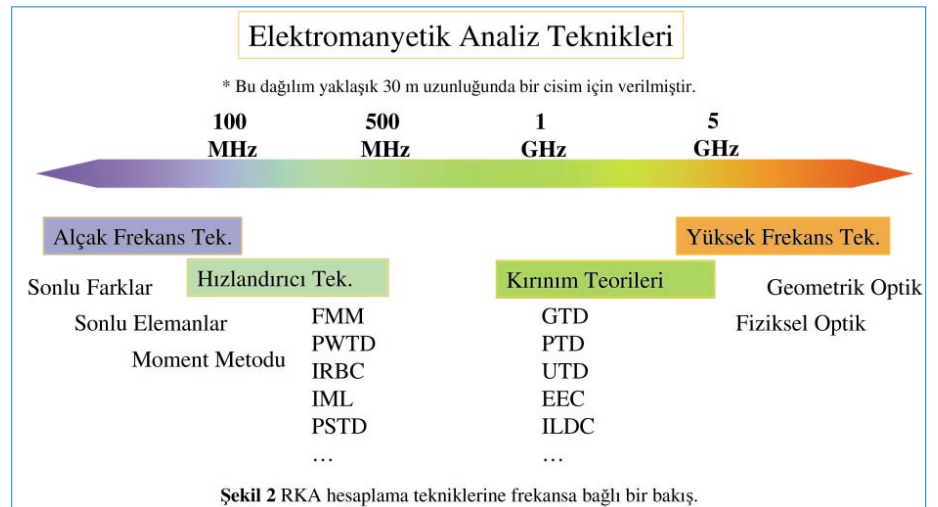 Elektromanyetik Analiz Teknikleri
* Bu dağılım yaklaşık 30 m uzunluğunda bir cisim için verilmiştir.
100 MHz
500 MHz
1 GHz
5 GHz
Alçak Frekans Tek.
Sonlu Farklar
Sonlu Elemanlar
Moment Metodu
Hızlandırıcı Tek.
FMM
PWTD
IRBC
IML
PSTD
…
Kırınım Teorileri
GTD
PTD
UTD
EEC
ILDC
…
Yüksek Frekans Tek.
Geometrik Optik
Fiziksel Optik
Şekil 2 RKA hesaplama tekniklerine frekansa bağlı bir bakış.